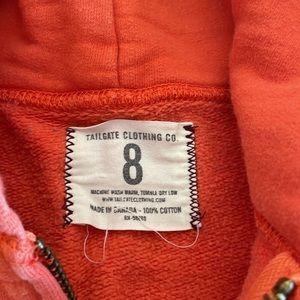 TAILGATE CLOTHING CO.
8
MACHINE WASH WARM, TUMBLE DRY LOW
WWW.TAILGATECLOTHING.COM
MADE IN CANADA - 100% COTTON